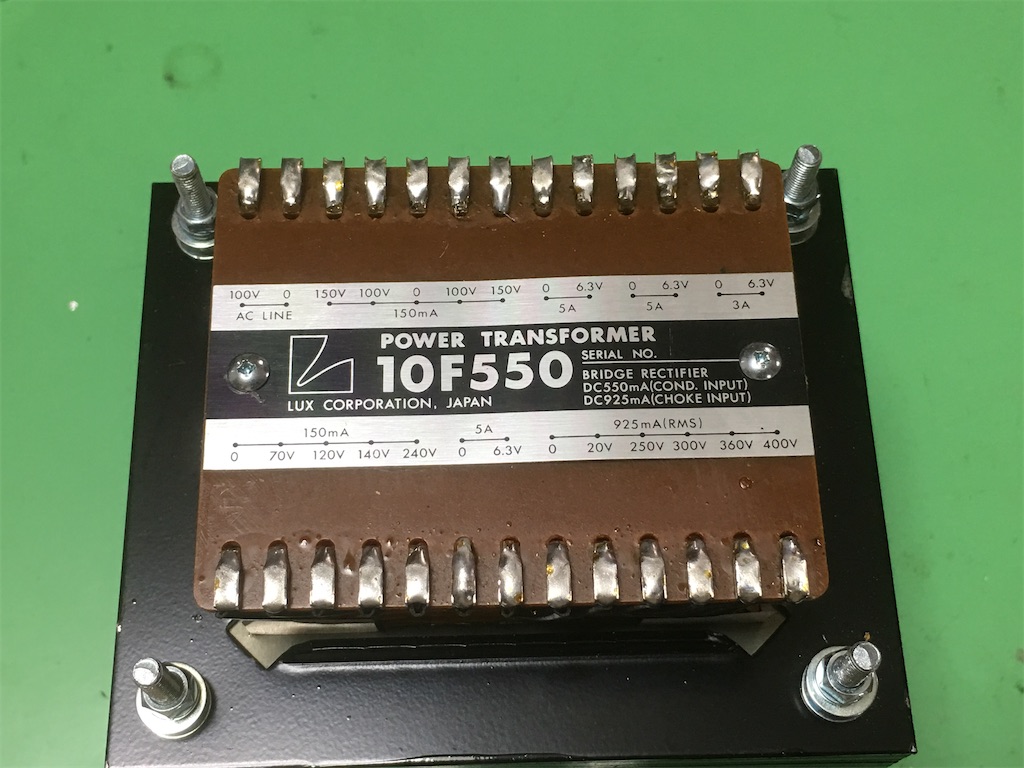 100V 0 150V 100V 0 100V 150V 0 6.3V 0 6.3V 0 6.3V
AC LINE 150mA 5A 5A 3A
POWER TRANSFORMER
10F550
SERIAL NO.
BRIDGE RECTIFIER
DC550mA(COND. INPUT)
DC925mA(CHOKE INPUT)
LUX CORPORATION, JAPAN
150mA 5A 925mA(RMS)
0 70V 120V 140V 240V 0 6.3V 0 20V 250V 300V 360V 400V